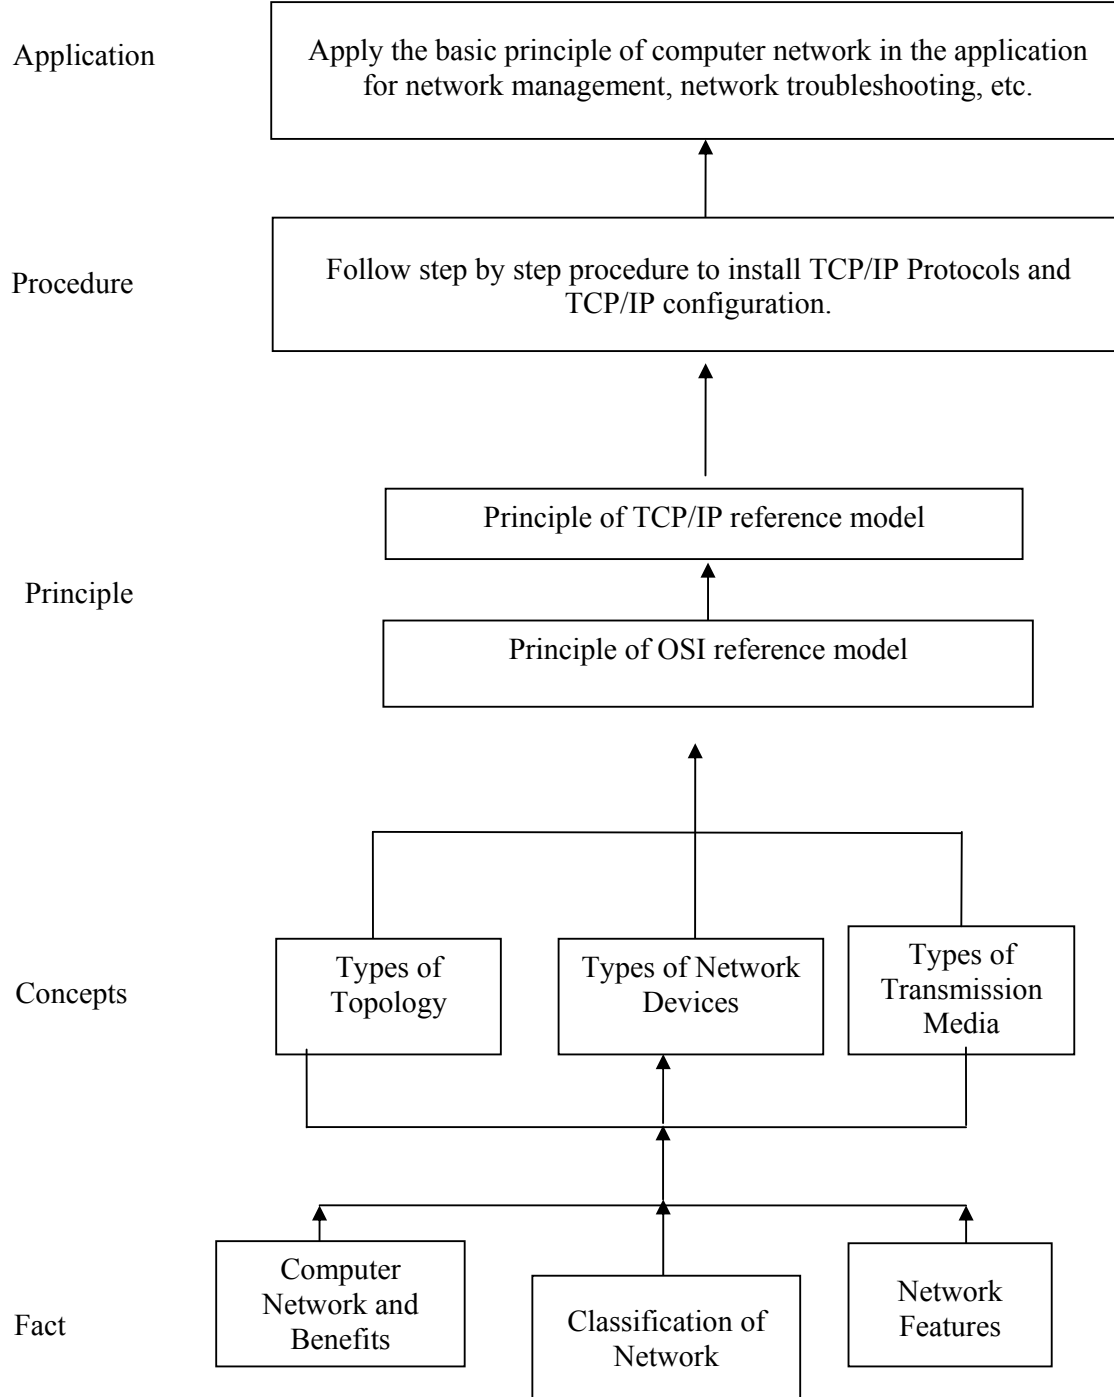 Application
Apply the basic principle of computer network in the application
for network management, network troubleshooting, etc.
Procedure
Follow step by step procedure to install TCP/IP Protocols and
TCP/IP configuration.
Principle of TCP/IP reference model
Principle
Principle of OSI reference model
Concepts
Types of
Topology
Types of Network
Devices
Types of
Transmission
Media
Fact
Computer
Network and
Benefits
Classification of
Network
Network
Features